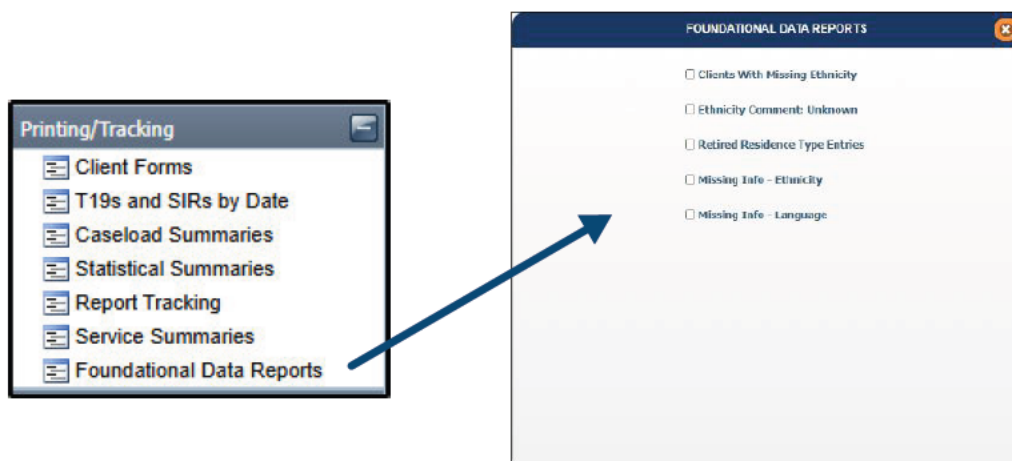 Printing/Tracking
Client Forms
T19s and SIRs by Date
Caseload Summaries
Statistical Summaries
Report Tracking
Service Summaries
Foundational Data Reports
FOUNDATIONAL DATA REPORTS
Clients With Missing Ethnicity
Ethnicity Comment: Unknown
Retired Residence Type Entries
Missing Info - Ethnicity
Missing Info - Language